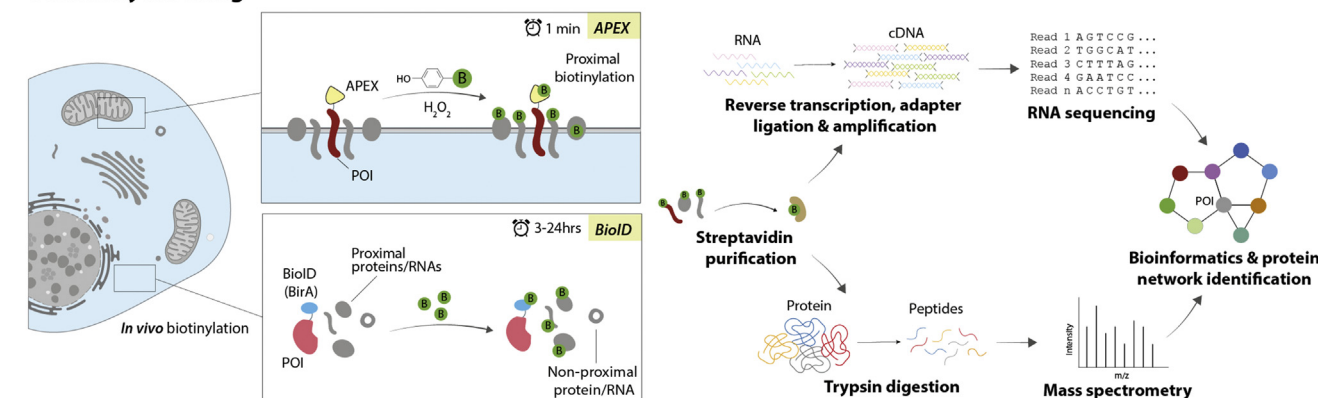 1 min APEX
APEX
HO
B
H2O2
Proximal
biotinylation
B
B
B
B
B
POI
3-24hrs BioID
Proximal
proteins/RNAs
BioID
(BirA)
B
B
B
B
B
B
B
POI
Non-proximal
protein/RNA
In vivo biotinylation
B
B
B
B
Streptavidin
purification
RNA
cDNA
Reverse transcription, adapter
ligation & amplification
Read 1 AGTCCG...
Read 2 TGGCAT...
Read 3 CTTTAG...
Read 4 GAATCC...
Read n ACCTGT...
RNA sequencing
Protein
Peptides
Trypsin digestion
Intensity
m/z
Mass spectrometry
POI
Bioinformatics & protein
network identification